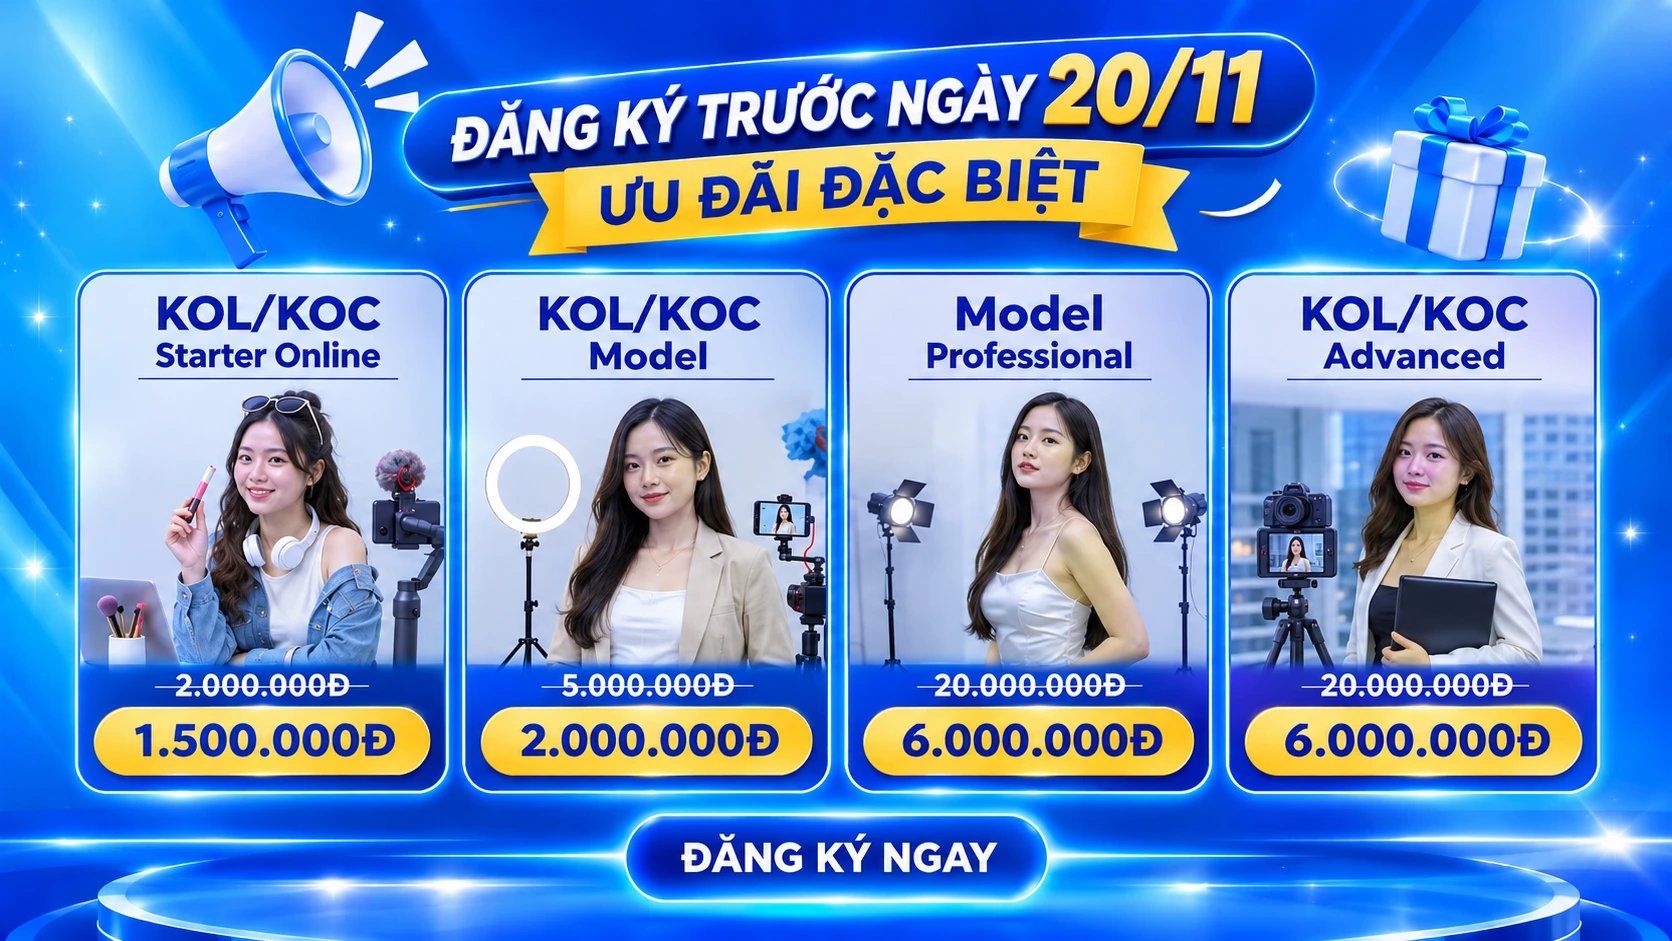 ĐĂNG KÝ TRƯỚC NGÀY 20/11
ƯU ĐÃI ĐẶC BIỆT
KOL/KOC
Starter Online
2.000.000Đ
1.500.000Đ
KOL/KOC
Model
5.000.000Đ
2.000.000Đ
Model
Professional
20.000.000Đ
6.000.000Đ
KOL/KOC
Advanced
20.000.000Đ
6.000.000Đ
ĐĂNG KÝ NGAY